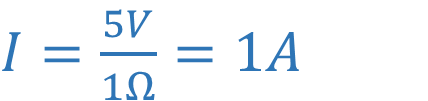 I = 5V/1Ω = 1A